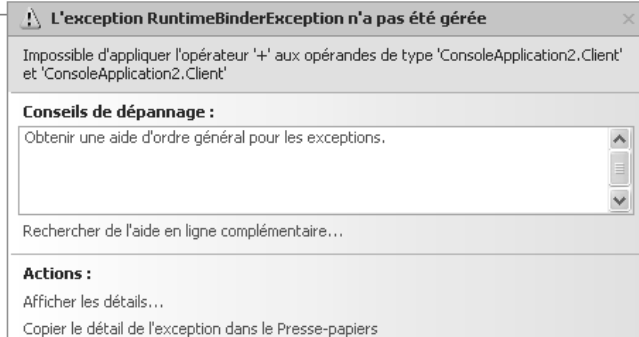 L'exception RuntimeBinderException n'a pas été gérée
Impossible d'appliquer l'opérateur '+' aux opérandes de type 'ConsoleApplication2.Client'
et 'ConsoleApplication2.Client'
Conseils de dépannage :
Obtenir une aide d'ordre général pour les exceptions.
Rechercher de l'aide en ligne complémentaire...
Actions :
Afficher les détails...
Copier le détail de l'exception dans le Presse-papiers